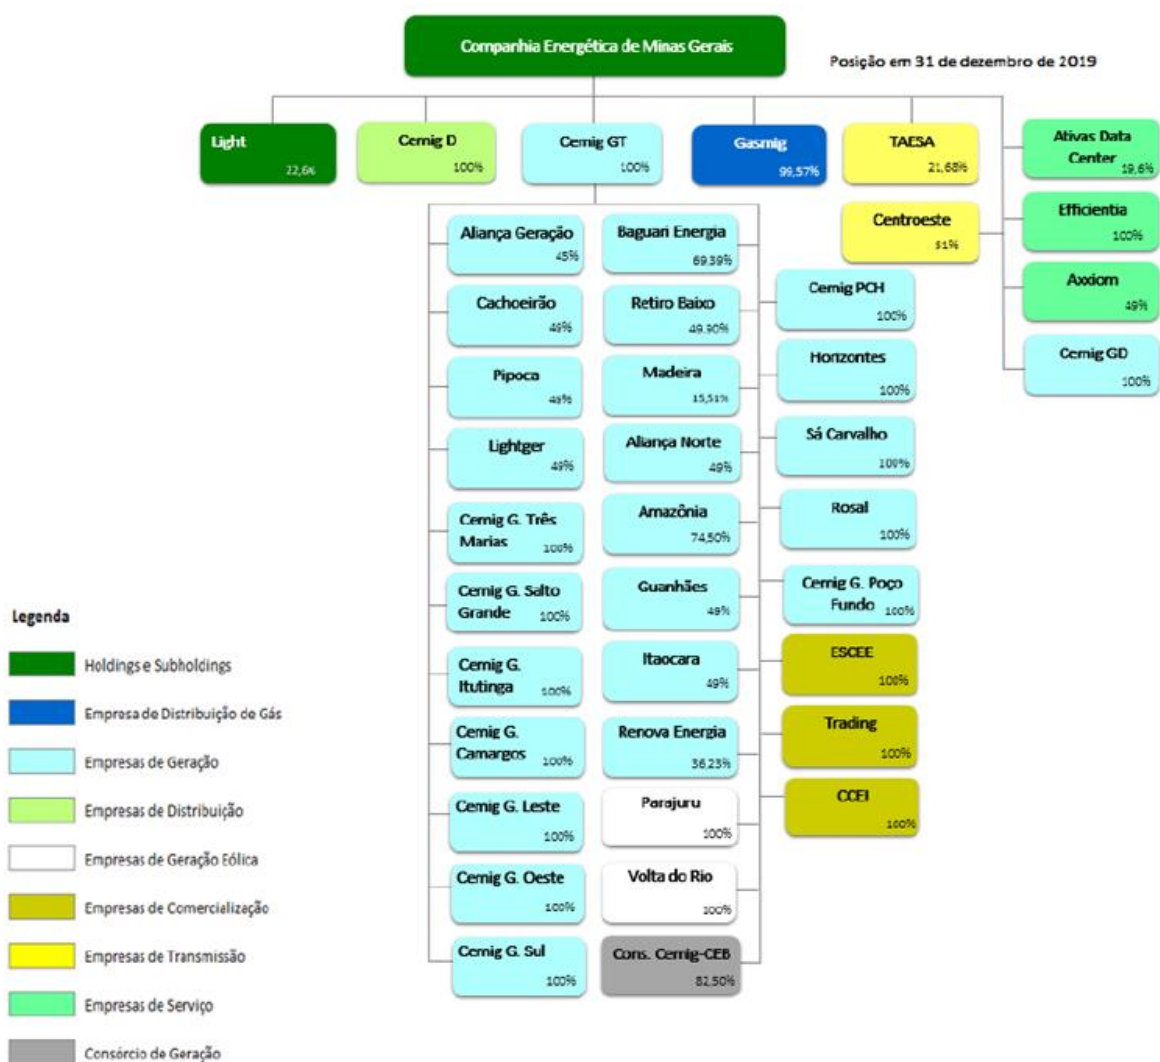 Companhia Energética de Minas Gerais
Posição em 31 de dezembro de 2019
Light
22,6%
Cemig D
100%
Cemig GT
100%
Gasmig
99,57%
TAESA
21,68%
Ativas Data
Center
19,6%
Centroeste
51%
Efficientia
100%
Axxiom
49%
Cemig GD
100%
Aliança Geração
45%
Cachoeirão
49%
Pipoca
49%
Lightger
49%
Cemig G. Três
Marias 100%
Cemig G. Salto
Grande 100%
Cemig G.
Itutinga 100%
Cemig G.
Camargos 100%
Cemig G. Leste
100%
Cemig G. Oeste
100%
Cemig G. Sul
100%
Baguari Energia
69,39%
Retiro Baixo
49,90%
Madeira
15,51%
Aliança Norte
49%
Amazônia
74,50%
Guanhães
49%
Itaocara
49%
Renova Energia
36,23%
Parajuru
100%
Volta do Rio
100%
Cons. Cemig-CEB
82,50%
Cemig PCH
100%
Horizontes
100%
Sá Carvalho
100%
Rosal
100%
Cemig G. Poço
Fundo 100%
ESCEE
100%
Trading
100%
CCEI
100%
Legenda
Holdings e Subholdings
Empresa de Distribuição de Gás
Empresas de Geração
Empresas de Distribuição
Empresas de Geração Eólica
Empresas de Comercialização
Empresas de Transmissão
Empresas de Serviço
Consórcio de Geração